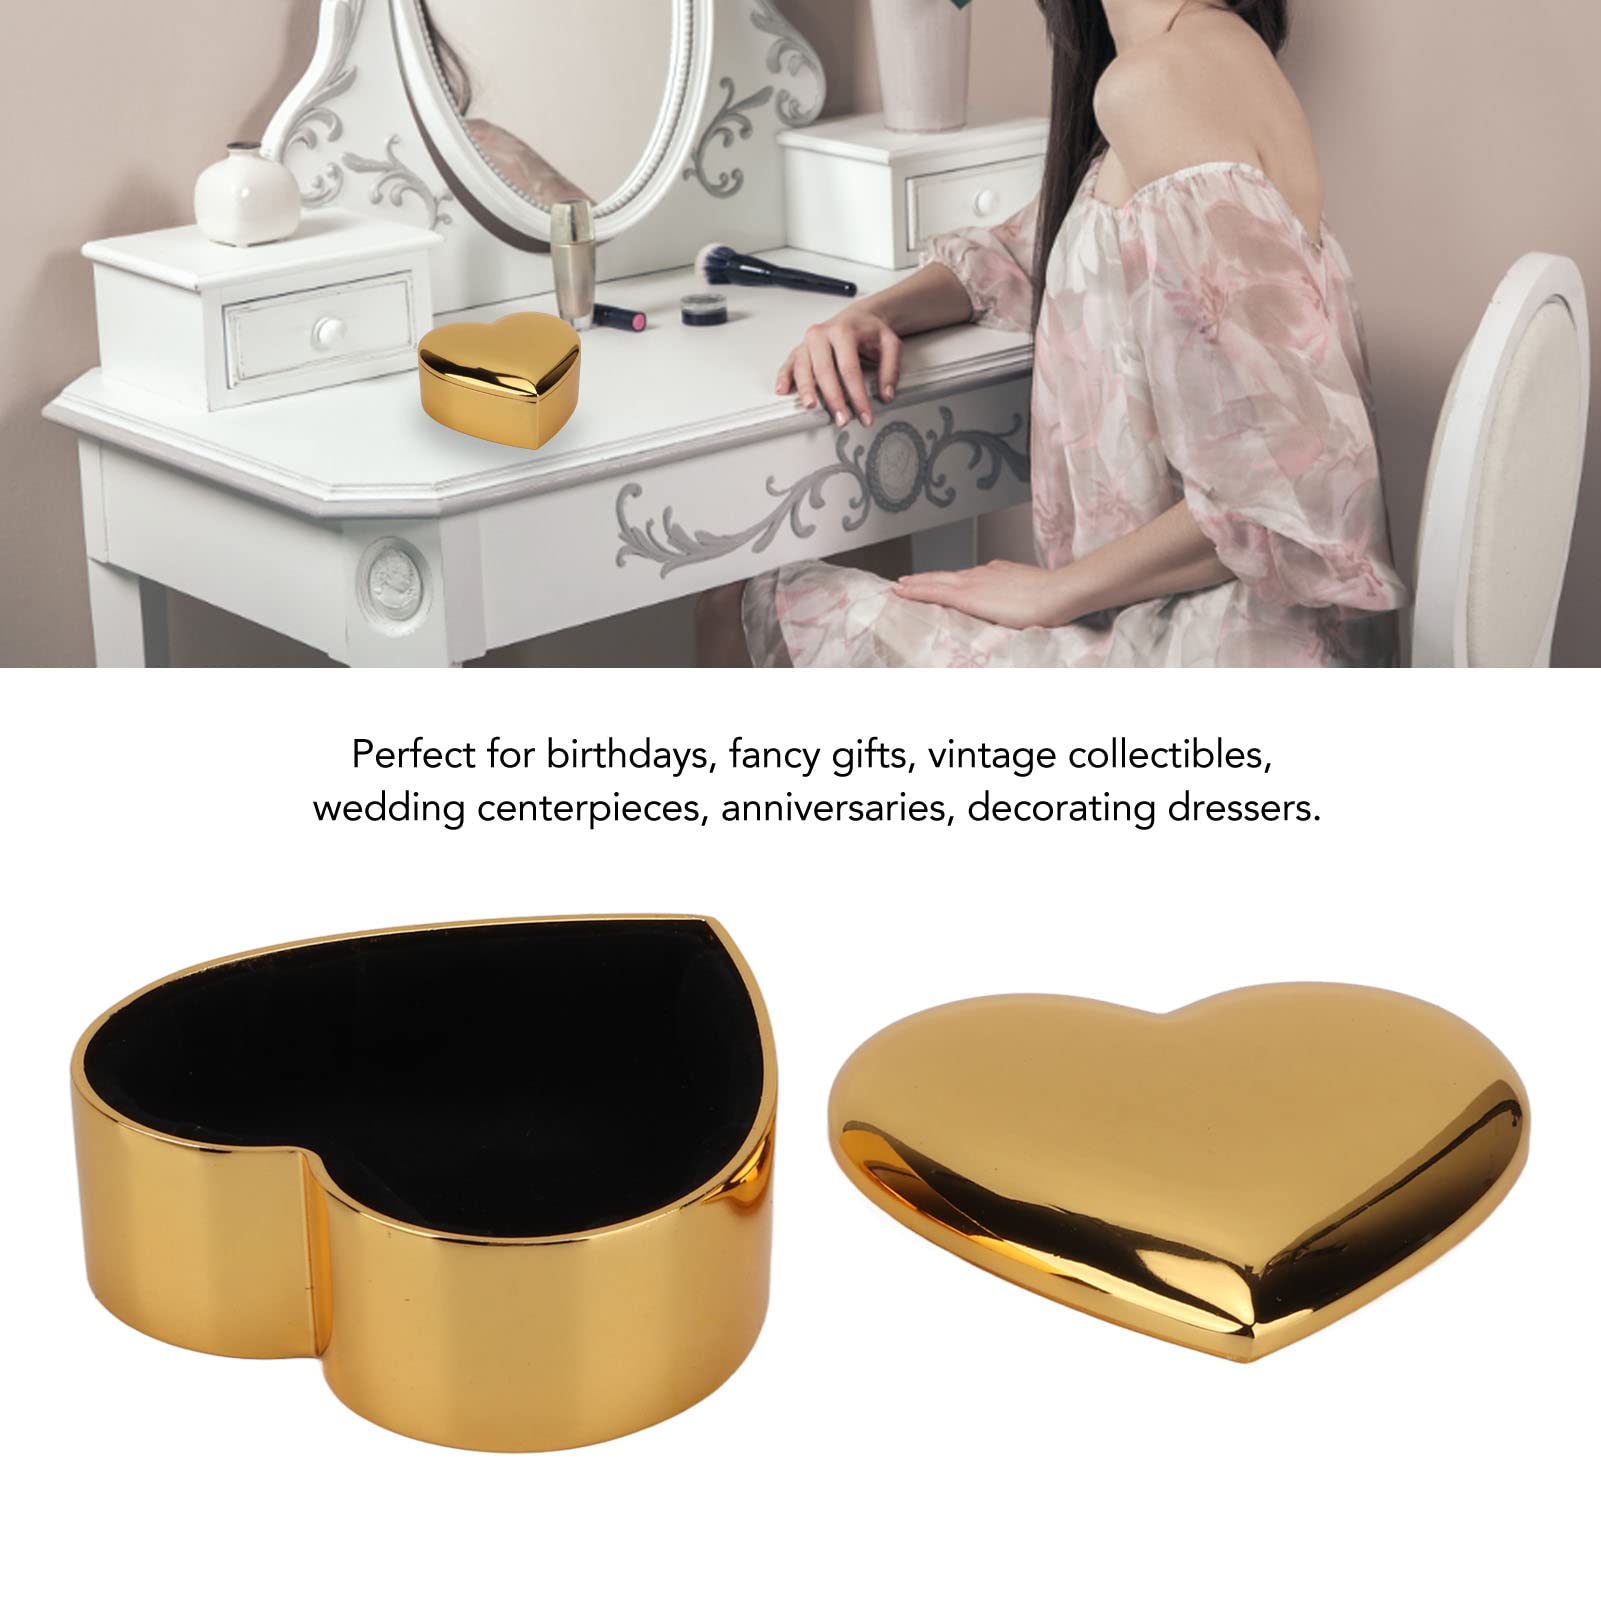 Perfect for birthdays, fancy gifts, vintage collectibles,
wedding centerpieces, anniversaries, decorating dressers.